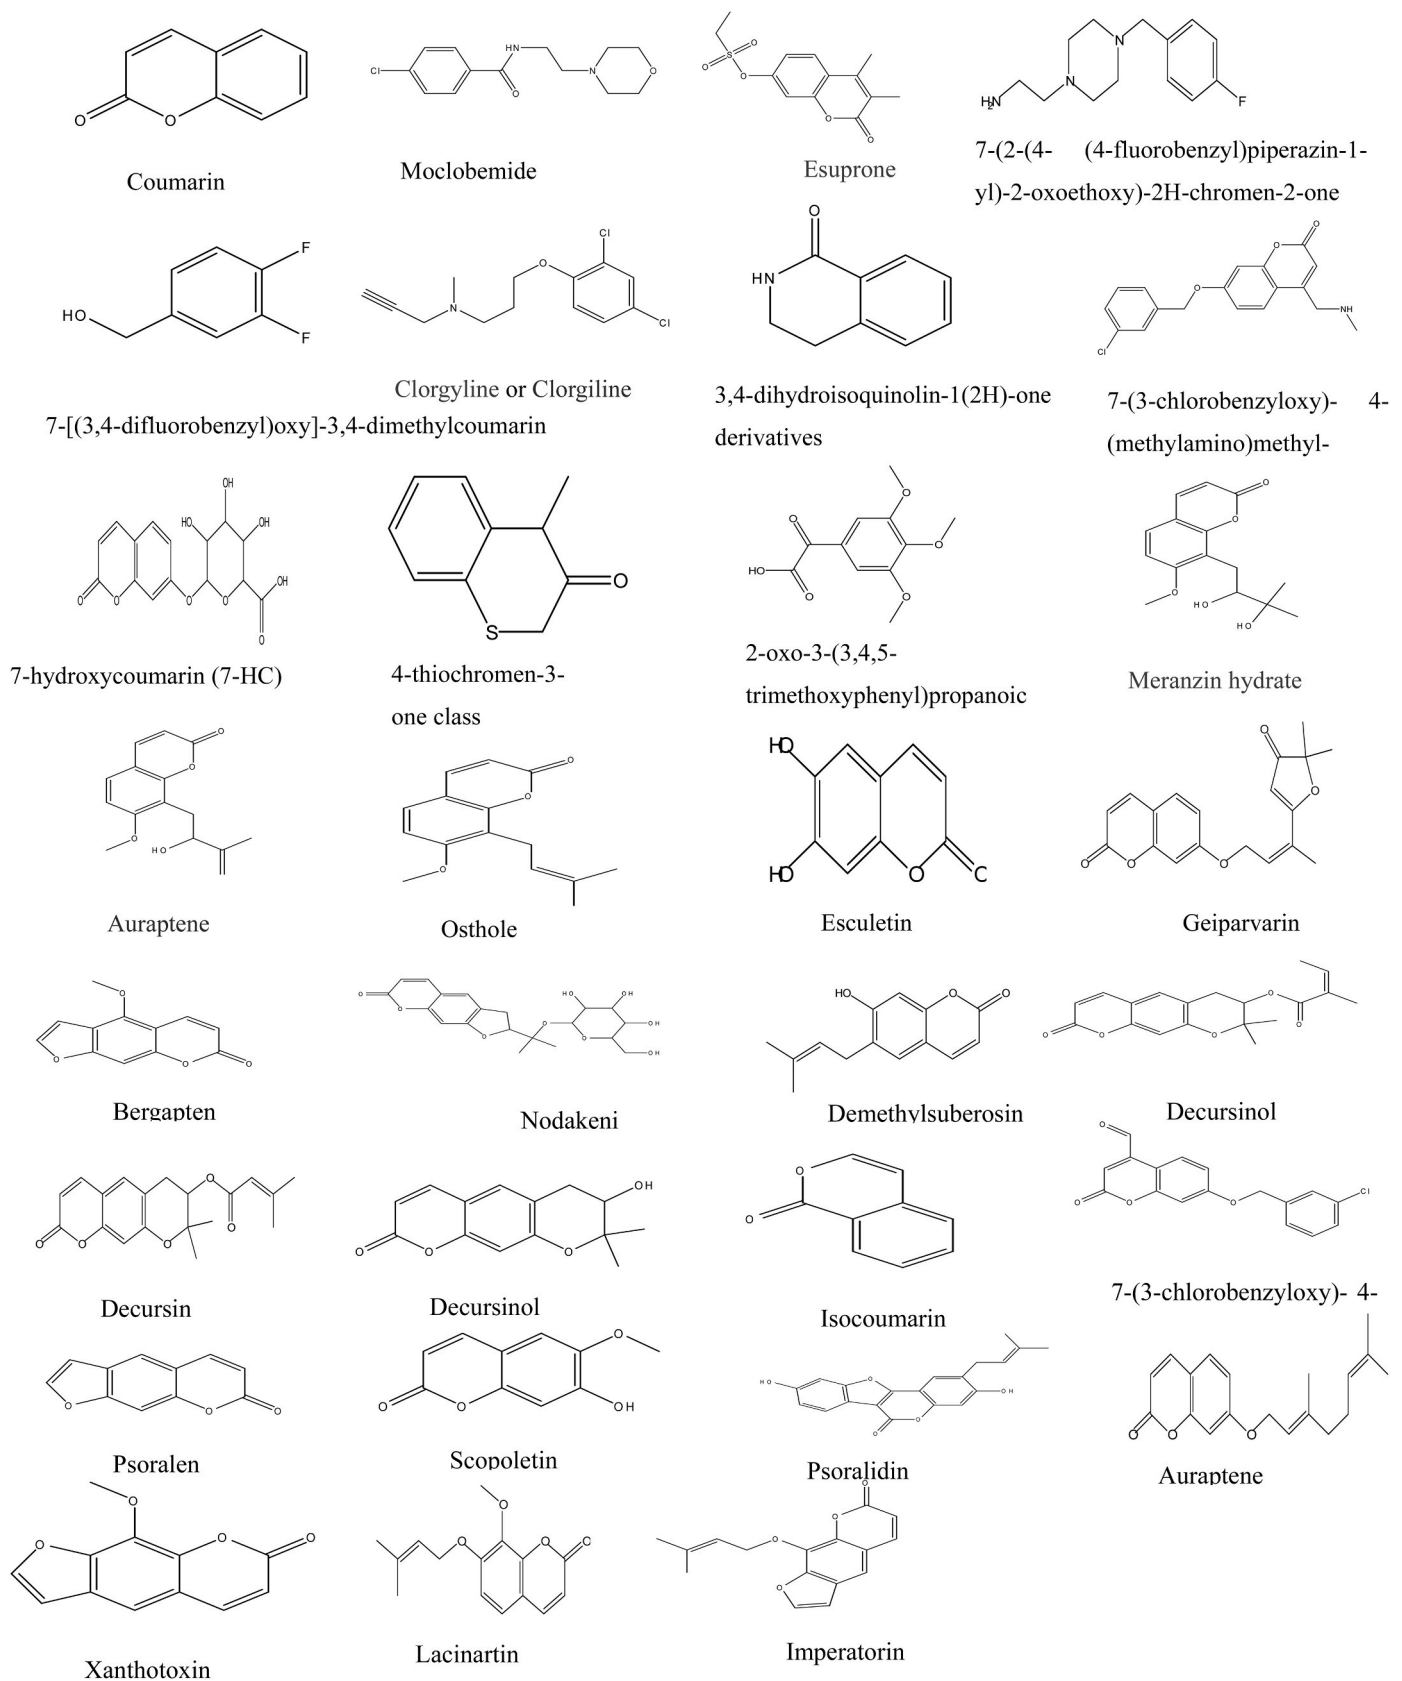 Coumarin
Moclobemide
Esuprone
7-(2-(4- (4-fluorobenzyl)piperazin-1-
yl)-2-oxoethoxy)-2H-chromen-2-one
7-[(3,4-difluorobenzyl)oxy]-3,4-dimethylcoumarin
Clorgyline or Clorgiline
3,4-dihydroisoquinolin-1(2H)-one
derivatives
7-(3-chlorobenzyloxy)- 4-
(methylamino)methyl-
7-hydroxycoumarin (7-HC)
4-thiochromen-3-
one class
2-oxo-3-(3,4,5-
trimethoxyphenyl)propanoic
Meranzin hydrate
Auraptene
Osthole
Esculetin
Geiparvarin
Bergapten
Nodakeni
Demethylsuberosin
Decursinol
Decursin
Decursinol
Isocoumarin
7-(3-chlorobenzyloxy)- 4-
Psoralen
Scopoletin
Psoralidin
Auraptene
Xanthotoxin
Lacinartin
Imperatorin